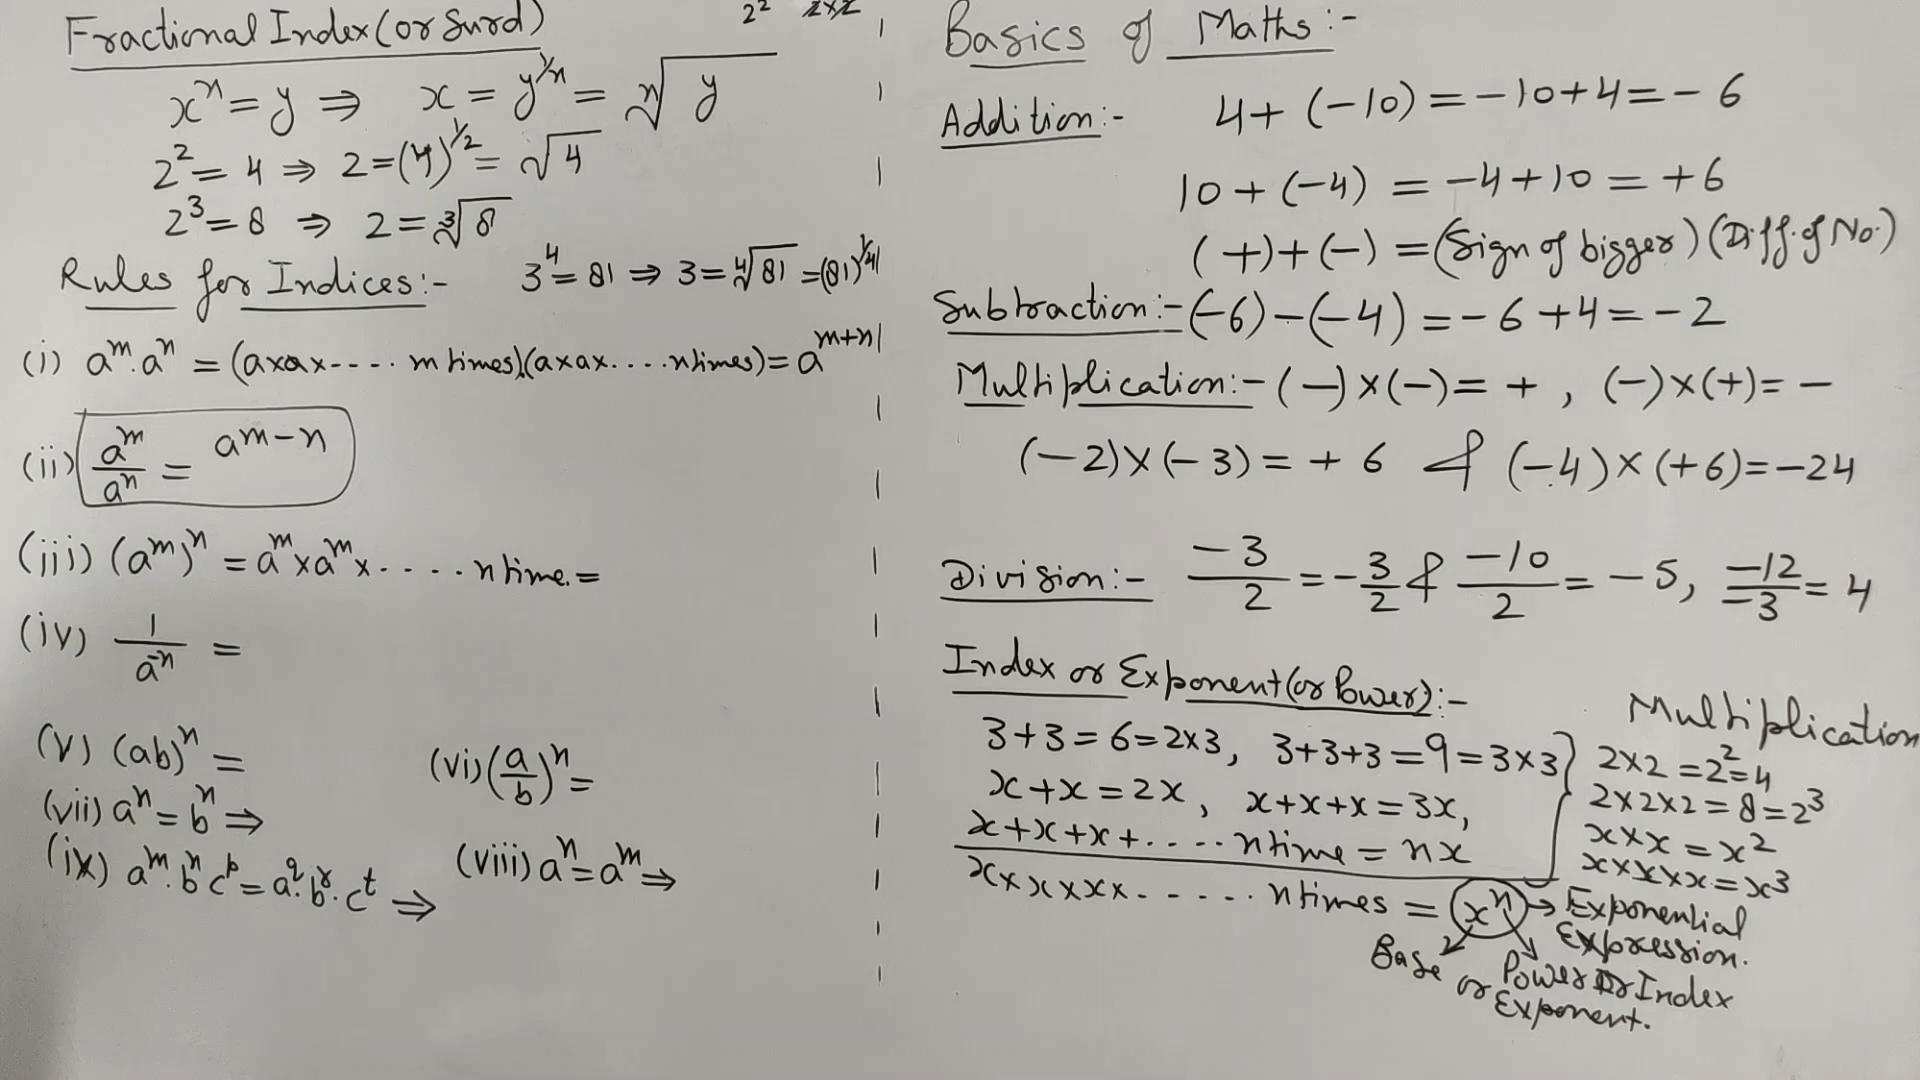 Fractional Index (or Surd)
2² 2×2
xⁿ = y ⇒ x = y^(1/n) = ⁿ√y
2² = 4 ⇒ 2 = (4)^(1/2) = √4
2³ = 8 ⇒ 2 = ³√8
Rules for Indices:- 3⁴ = 81 ⇒ 3 = ⁴√81 = (81)^(1/4)
(i) aᵐ.aⁿ = (a×a×---- m times).(a×a×....n times) = a^(m+n)
(ii) aᵐ/aⁿ = a^(m-n)
(iii) (aᵐ)ⁿ = aᵐ×aᵐ×..... n time. =
(iv) 1/a⁻ⁿ =
(v) (ab)ⁿ = (vi) (a/b)ⁿ =
(vii) aⁿ = bⁿ ⇒
(viii) aⁿ = aᵐ ⇒
(ix) aᵐ.bⁿ c^p = a^q.b^r.c^t ⇒
Basics of Maths:-
Addition:- 4 + (-10) = -10+4 = -6
10 + (-4) = -4+10 = +6
(+)+(-) = (Sign of bigger) (Diff. of No.)
Subtraction:- (-6)-(-4) = -6+4 = -2
Multiplication:- (-)×(-) = + , (-)×(+) = -
(-2)×(-3) = +6 & (-4)×(+6) = -24
Division:- -3/2 = -3/2 & -10/2 = -5, -12/-3 = 4
Index or Exponent (or Power):-
3+3 = 6 = 2×3, 3+3+3 = 9 = 3×3
x+x = 2x, x+x+x = 3x,
x+x+x+..... n time = nx
Multiplication
2×2 = 2² = 4
2×2×2 = 8 = 2³
x×x = x²
x×x×x = x³
x×x×x×------ n times = xⁿ → Exponential
Expression.
Base
Power or Index
or Exponent.